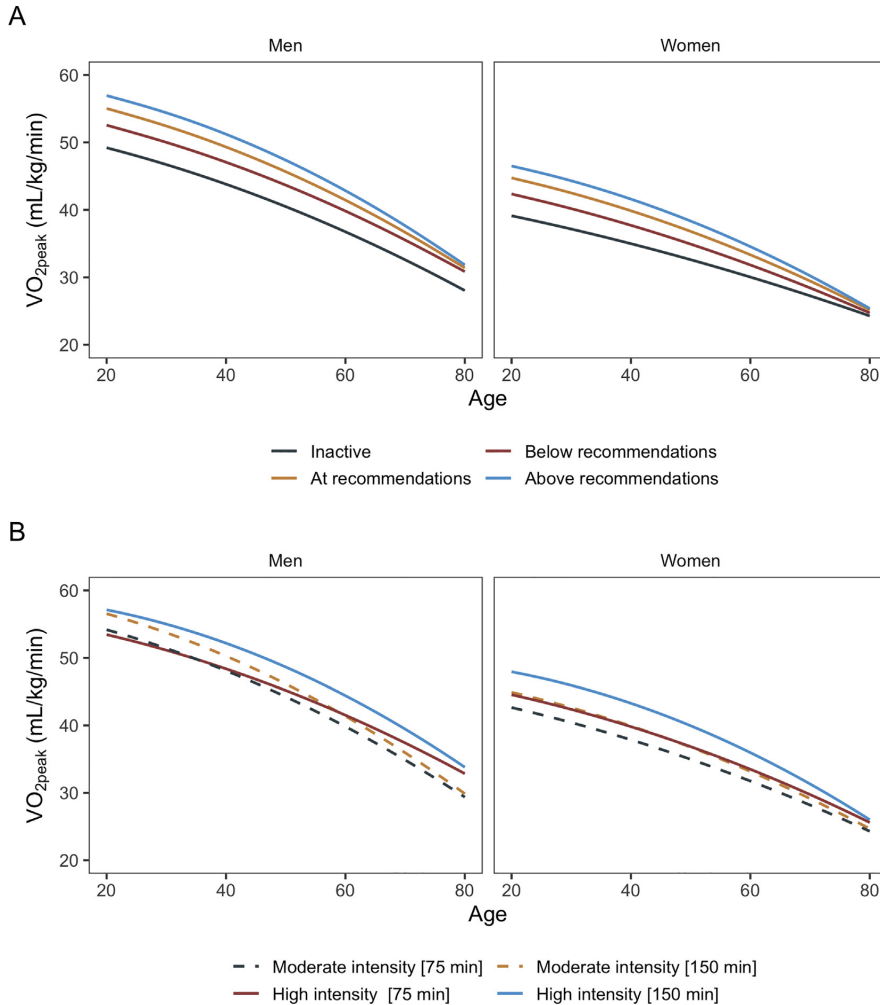 A
Men Women
60
50
40
30
20
VO2peak (mL/kg/min)
20 40 60 80 20 40 60 80
Age
Inactive Below recommendations
At recommendations Above recommendations
B
Men Women
60
50
40
30
20
VO2peak (mL/kg/min)
20 40 60 80 20 40 60 80
Age
Moderate intensity [75 min] Moderate intensity [150 min]
High intensity [75 min] High intensity [150 min]